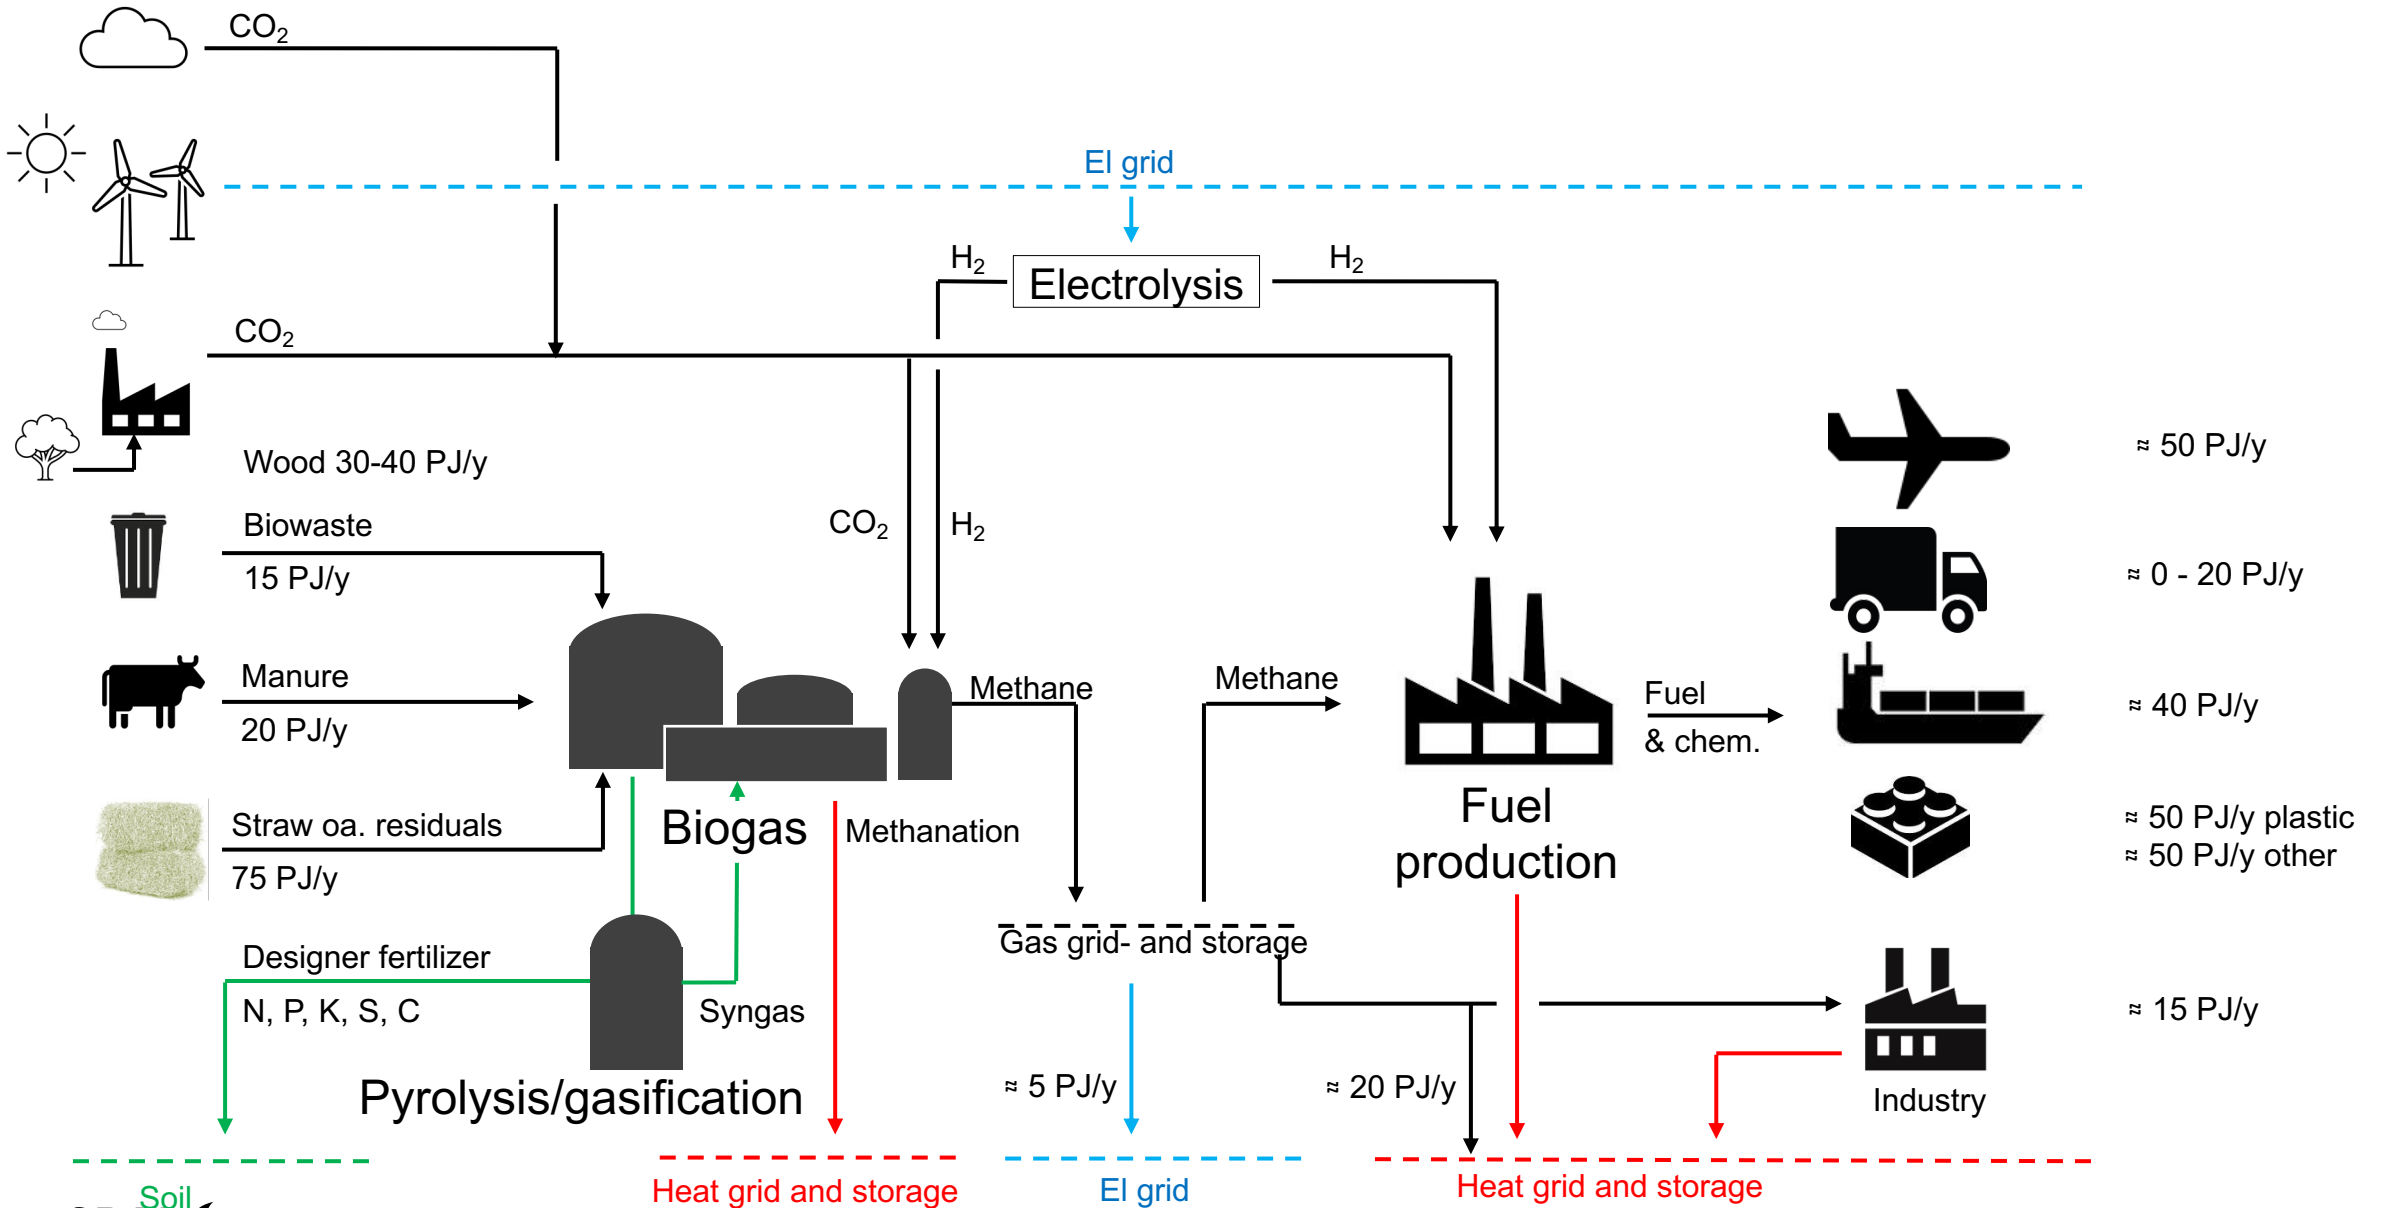 CO₂
El grid
H₂
Electrolysis
H₂
CO₂
Wood 30-40 PJ/y
≈ 50 PJ/y
Biowaste
15 PJ/y
CO₂
H₂
≈ 0 - 20 PJ/y
Manure
20 PJ/y
Methane
Methane
Fuel
& chem.
≈ 40 PJ/y
Straw oa. residuals
75 PJ/y
Biogas
Methanation
Fuel
production
≈ 50 PJ/y plastic
≈ 50 PJ/y other
Designer fertilizer
N, P, K, S, C
Syngas
Gas grid- and storage
≈ 15 PJ/y
Pyrolysis/gasification
≈ 5 PJ/y
≈ 20 PJ/y
Industry
Soil
Heat grid and storage
El grid
Heat grid and storage